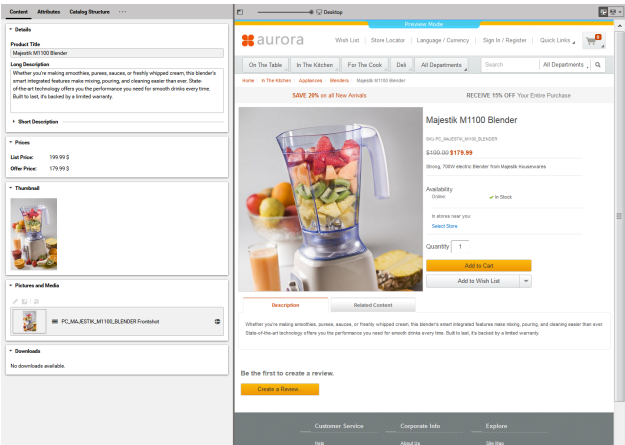 Content Attributes Catalog Structure ...
Details
Product Title
Majestik M1100 Blender
Long Description
Whether you're making smoothies, purees, sauces, or freshly whipped cream, this blender's
smart integrated features make mixing, pouring, and cleaning easier than ever. State-
of-the-art technology offers you the performance you need for smooth drinks every time.
Built to last, it's backed by a limited warranty.
Short Description
Prices
List Price: 199.99 $
Offer Price: 179.99 $
Thumbnail
Pictures and Media
PC_MAJESTIK_M1100_BLENDER Frontshot
Downloads
No downloads available.
Desktop
Preview Mode
aurora
Wish List | Store Locator | Language / Currency | Sign In / Register | Quick Links
On The Table In The Kitchen For The Cook Deli All Departments Search All Departments
Home In The Kitchen Appliances Blenders Majestik M1100 Blender
SAVE 20% on all New Arrivals RECEIVE 15% OFF Your Entire Purchase
Majestik M1100 Blender
SKU PC_MAJESTIK_M1100_BLENDER
$179.99
Strong, 700W electric Blender from Majestik Housewares
Availability
Online: In Stock
In stores near you:
Select Store
Quantity 1
Add to Cart
Add to Wish List
Description Related Content
Whether you're making smoothies, purees, sauces, or freshly whipped cream, this blender's smart integrated features make mixing, pouring, and cleaning easier than ever.
State-of-the-art technology offers you the performance you need for smooth drinks every time. Built to last, it's backed by a limited warranty.
Be the first to create a review.
Create a Review
Customer Service Corporate Info Explore
Help About Us Site Map